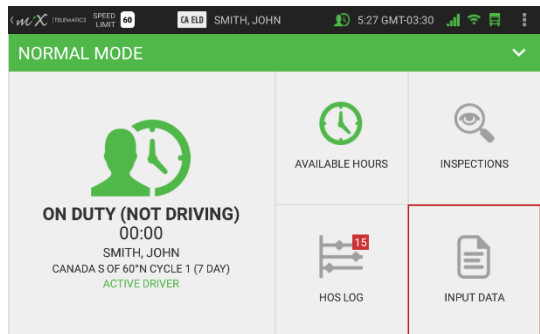 mix TELEMATICS SPEED LIMIT 60 CA ELD SMITH, JOHN 5:27 GMT-03:30
NORMAL MODE
AVAILABLE HOURS
INSPECTIONS
ON DUTY (NOT DRIVING)
00:00
SMITH, JOHN
CANADA S OF 60°N CYCLE 1 (7 DAY)
ACTIVE DRIVER
15
HOS LOG
INPUT DATA